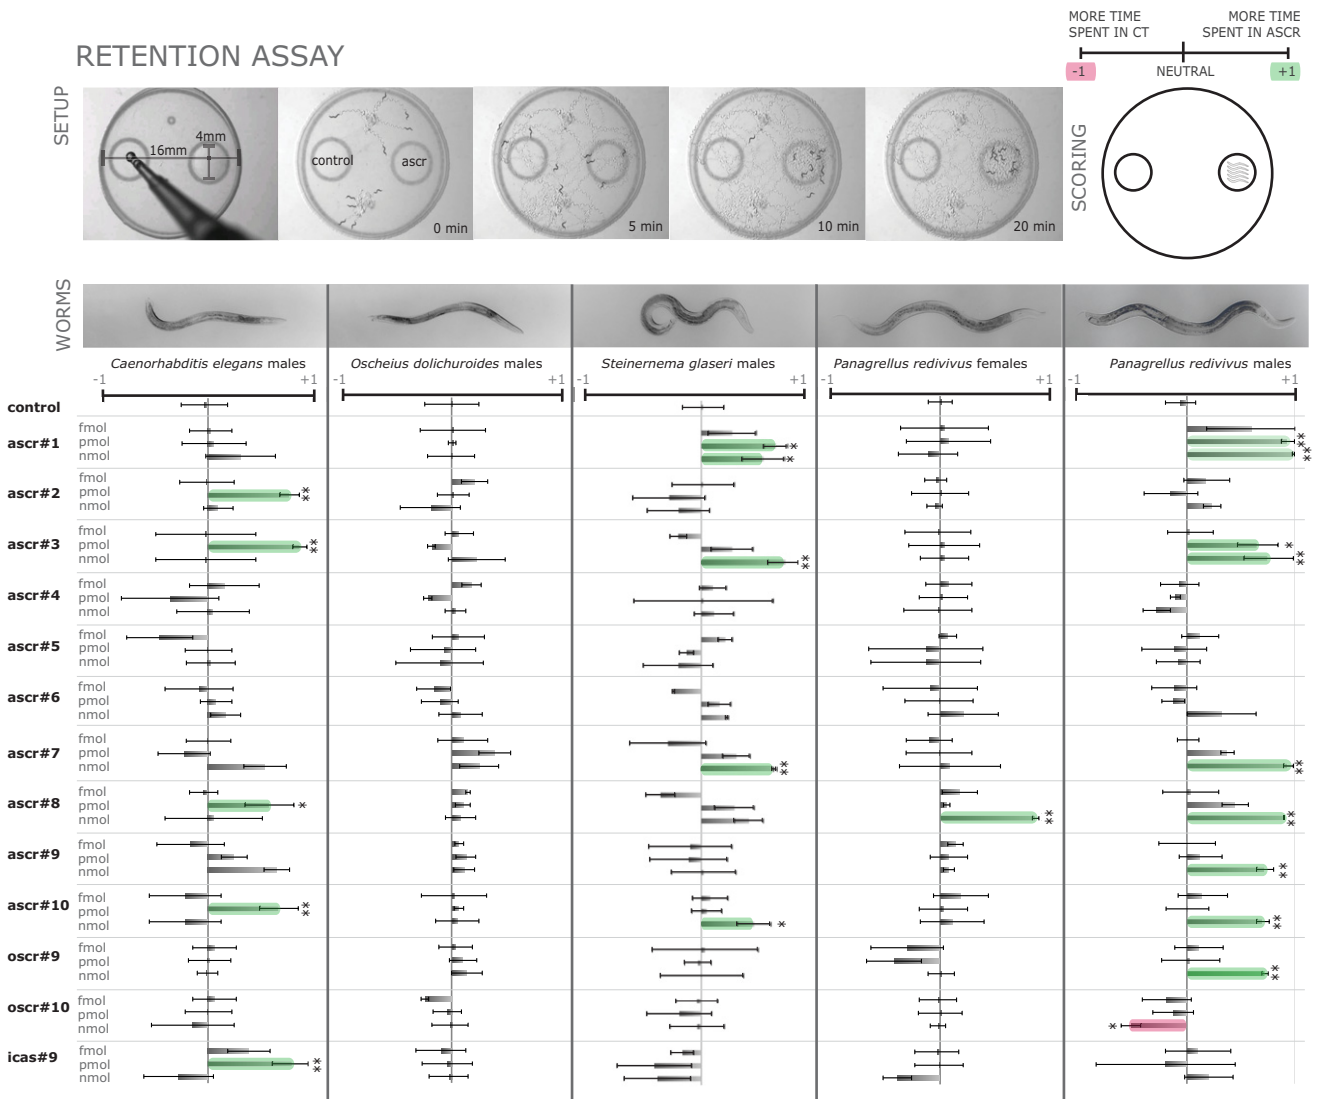 MORE TIME
SPENT IN CT
MORE TIME
SPENT IN ASCR
-1
NEUTRAL
+1
RETENTION ASSAY
SETUP
4mm
16mm
control
ascr
0 min
5 min
10 min
20 min
SCORING
WORMS
Caenorhabditis elegans males
Oscheius dolichuroides males
Steinernema glaseri males
Panagrellus redivivus females
Panagrellus redivivus males
-1 +1 -1 +1 -1 +1 -1 +1 -1 +1
control
ascr#1
fmol
pmol
nmol
**
**
**
**
ascr#2
fmol
pmol
nmol
**
ascr#3
fmol
pmol
nmol
**
**
*
**
ascr#4
fmol
pmol
nmol
ascr#5
fmol
pmol
nmol
ascr#6
fmol
pmol
nmol
ascr#7
fmol
pmol
nmol
**
**
ascr#8
fmol
pmol
nmol
*
**
**
ascr#9
fmol
pmol
nmol
**
ascr#10
fmol
pmol
nmol
**
*
**
oscr#9
fmol
pmol
nmol
**
oscr#10
fmol
pmol
nmol
*
icas#9
fmol
pmol
nmol
**